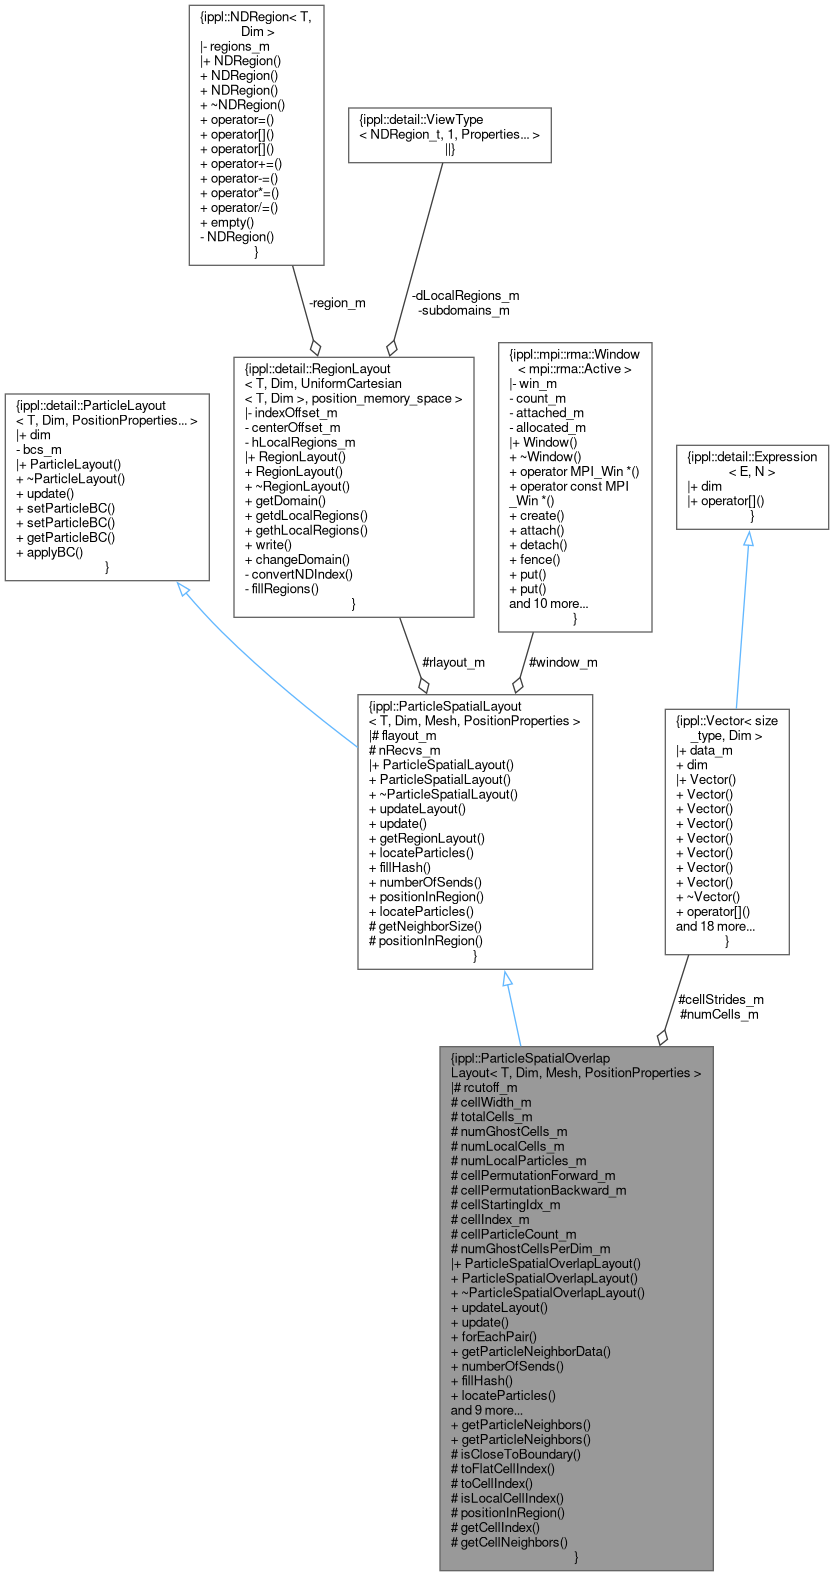 {ippl::NDRegion< T,
Dim >
|- regions_m
|+ NDRegion()
+ NDRegion()
+ NDRegion()
+ ~NDRegion()
+ operator=()
+ operator[]()
+ operator[]()
+ operator+=()
+ operator-=()
+ operator*=()
+ operator/=()
+ empty()
- NDRegion()
}
{ippl::detail::ViewType
< NDRegion_t, 1, Properties... >
||}
-region_m
-dLocalRegions_m
-subdomains_m
{ippl::detail::RegionLayout
< T, Dim, UniformCartesian
< T, Dim >, position_memory_space >
|- indexOffset_m
- centerOffset_m
- hLocalRegions_m
|+ RegionLayout()
+ RegionLayout()
+ ~RegionLayout()
+ getDomain()
+ getdLocalRegions()
+ gethLocalRegions()
+ write()
+ changeDomain()
- convertNDIndex()
- fillRegions()
}
{ippl::mpi::rma::Window
< mpi::rma::Active >
|- win_m
- count_m
- attached_m
- allocated_m
|+ Window()
+ ~Window()
+ operator MPI_Win *()
+ operator const MPI
_Win *()
+ create()
+ attach()
+ detach()
+ fence()
+ put()
+ put()
and 10 more...
}
{ippl::detail::ParticleLayout
< T, Dim, PositionProperties... >
|+ dim
- bcs_m
|+ ParticleLayout()
+ ~ParticleLayout()
+ update()
+ setParticleBC()
+ setParticleBC()
+ getParticleBC()
+ applyBC()
}
{ippl::detail::Expression
< E, N >
|+ dim
|+ operator[]()
}
#rlayout_m
#window_m
{ippl::ParticleSpatialLayout
< T, Dim, Mesh, PositionProperties >
|# flayout_m
# nRecvs_m
|+ ParticleSpatialLayout()
+ ParticleSpatialLayout()
+ ~ParticleSpatialLayout()
+ updateLayout()
+ update()
+ getRegionLayout()
+ locateParticles()
+ fillHash()
+ numberOfSends()
+ positionInRegion()
+ locateParticles()
# getNeighborSize()
# positionInRegion()
}
{ippl::Vector< size
_type, Dim >
|+ data_m
+ dim
|+ Vector()
+ Vector()
+ Vector()
+ Vector()
+ Vector()
+ Vector()
+ Vector()
+ Vector()
+ ~Vector()
+ operator[]()
and 18 more...
}
#cellStrides_m
#numCells_m
{ippl::ParticleSpatialOverlap
Layout< T, Dim, Mesh, PositionProperties >
|# rcutoff_m
# cellWidth_m
# totalCells_m
# numGhostCells_m
# numLocalCells_m
# numLocalParticles_m
# cellPermutationForward_m
# cellPermutationBackward_m
# cellStartingIdx_m
# cellIndex_m
# cellParticleCount_m
# numGhostCellsPerDim_m
|+ ParticleSpatialOverlapLayout()
+ ParticleSpatialOverlapLayout()
+ ~ParticleSpatialOverlapLayout()
+ updateLayout()
+ update()
+ forEachPair()
+ getParticleNeighborData()
+ numberOfSends()
+ fillHash()
+ locateParticles()
and 9 more...
+ getParticleNeighbors()
+ getParticleNeighbors()
# isCloseToBoundary()
# toFlatCellIndex()
# toCellIndex()
# isLocalCellIndex()
# positionInRegion()
# getCellIndex()
# getCellNeighbors()
}